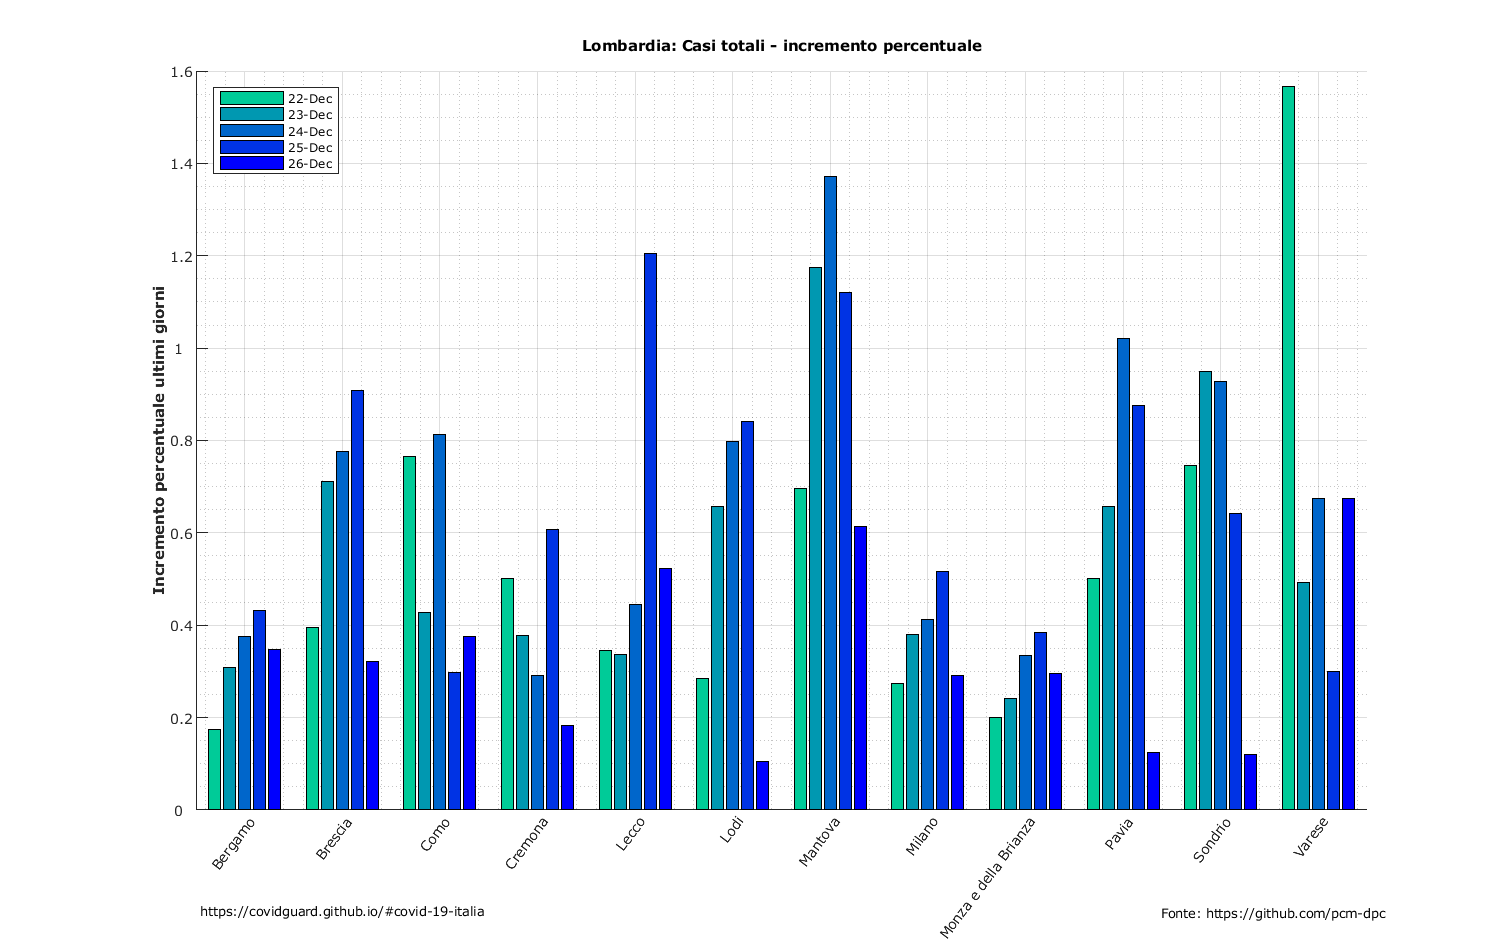 Lombardia: Casi totali - incremento percentuale
1.6
1.4
1.2
1
0.8
0.6
0.4
0.2
0
Incremento percentuale ultimi giorni
22-Dec
23-Dec
24-Dec
25-Dec
26-Dec
Bergamo
Brescia
Como
Cremona
Lecco
Lodi
Mantova
Milano
Monza e della Brianza
Pavia
Sondrio
Varese
https://covidguard.github.io/#covid-19-italia
Fonte: https://github.com/pcm-dpc